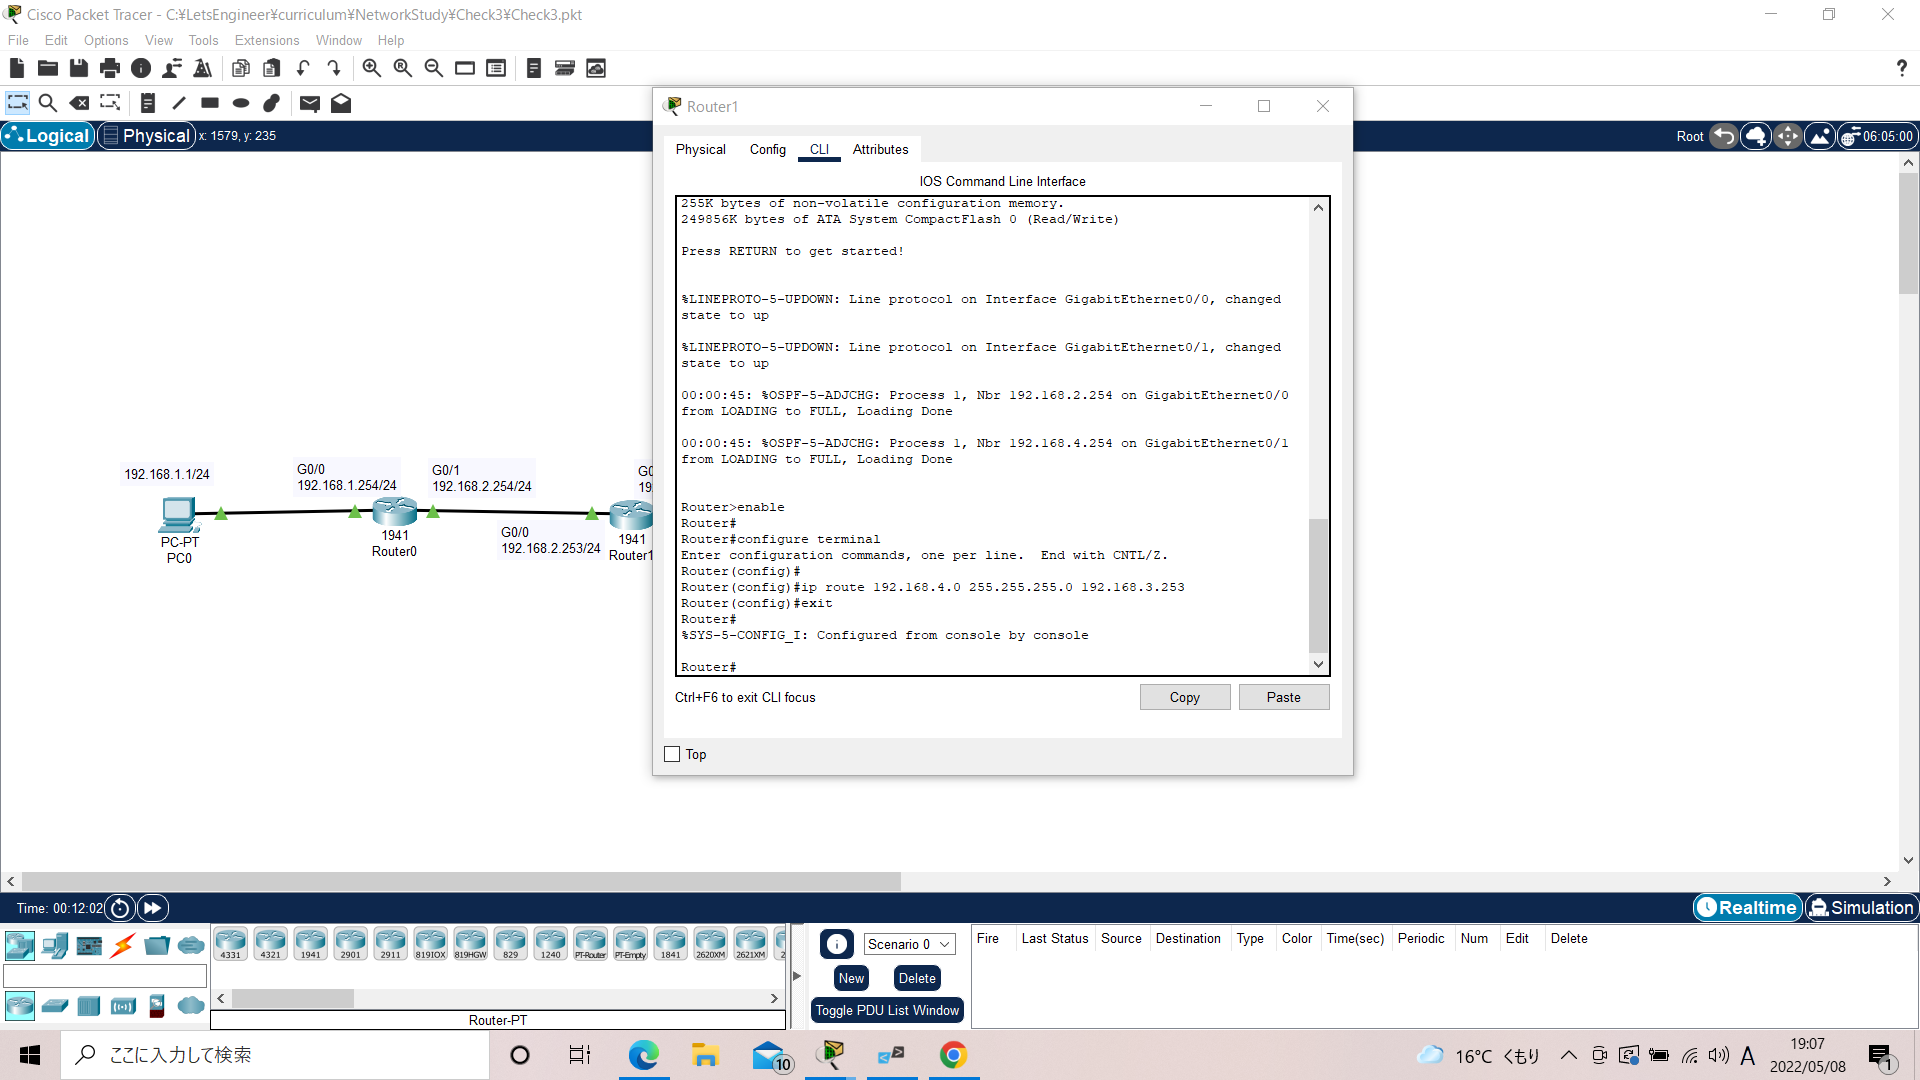 Cisco Packet Tracer - C:¥LetsEngineer¥curriculum¥NetworkStudy¥Check3¥Check3.pkt
File Edit Options View Tools Extensions Window Help
Logical Physical x: 1579, y: 235
Root 06:05:00
192.168.1.1/24
PC-PT
PC0
G0/0
192.168.1.254/24
1941
Router0
G0/1
192.168.2.254/24
G0/0
192.168.2.253/24
1941
Router1
Router1
Physical Config CLI Attributes
IOS Command Line Interface
255K bytes of non-volatile configuration memory.
249856K bytes of ATA System CompactFlash 0 (Read/Write)
Press RETURN to get started!
%LINEPROTO-5-UPDOWN: Line protocol on Interface GigabitEthernet0/0, changed
state to up
%LINEPROTO-5-UPDOWN: Line protocol on Interface GigabitEthernet0/1, changed
state to up
00:00:45: %OSPF-5-ADJCHG: Process 1, Nbr 192.168.2.254 on GigabitEthernet0/0
from LOADING to FULL, Loading Done
00:00:45: %OSPF-5-ADJCHG: Process 1, Nbr 192.168.4.254 on GigabitEthernet0/1
from LOADING to FULL, Loading Done
Router>enable
Router#
Router#configure terminal
Enter configuration commands, one per line.  End with CNTL/Z.
Router(config)#
Router(config)#ip route 192.168.4.0 255.255.255.0 192.168.3.253
Router(config)#exit
Router#
%SYS-5-CONFIG_I: Configured from console by console
Router#
Ctrl+F6 to exit CLI focus
Copy Paste
Top
Time: 00:12:02
Realtime Simulation
4331 4321 1941 2901 2911 819IOX 819HGW 829 1240 PT-Router PT-Empty 1841 2620XM 2621XM
Router-PT
Scenario 0
New Delete
Toggle PDU List Window
Fire Last Status Source Destination Type Color Time(sec) Periodic Num Edit Delete
ここに入力して検索
10
16°C くもり
A
19:07
2022/05/08
1